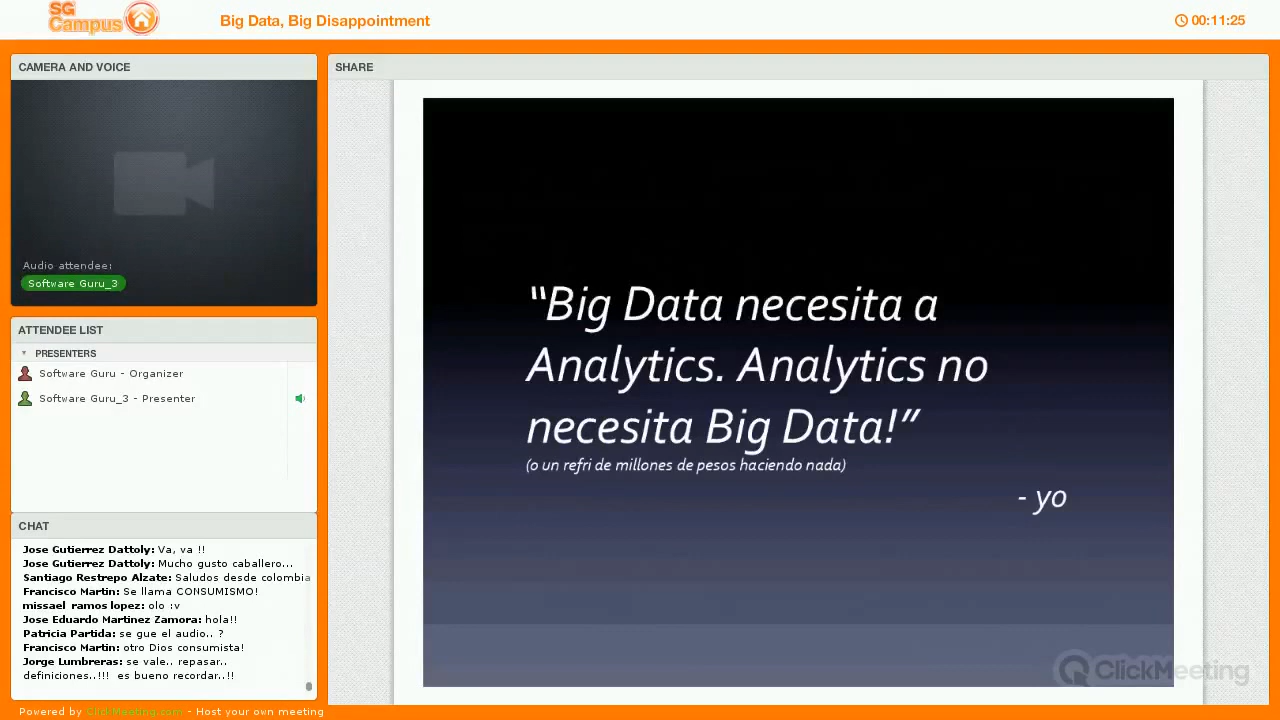 SG
Campus
Big Data, Big Disappointment
00:11:25
CAMERA AND VOICE
Audio attendee:
Software Guru_3
ATTENDEE LIST
PRESENTERS
Software Guru - Organizer
Software Guru_3 - Presenter
CHAT
Jose Gutierrez Dattoly: Va, va !!
Jose Gutierrez Dattoly: Mucho gusto caballero...
Santiago Restrepo Alzate: Saludos desde colombia
Francisco Martin: Se llama CONSUMISMO!
missael ramos lopez: olo :v
Jose Eduardo Martinez Zamora: hola!!
Patricia Partida: se gue el audio.. ?
Francisco Martin: otro Dios consumista!
Jorge Lumbreras: se vale.. repasar..
definiciones..!!! es bueno recordar..!!
SHARE
“Big Data necesita a
Analytics. Analytics no
necesita Big Data!”
(o un refri de millones de pesos haciendo nada)
- yo
ClickMeeting
Powered by ClickMeeting.com - Host your own meeting